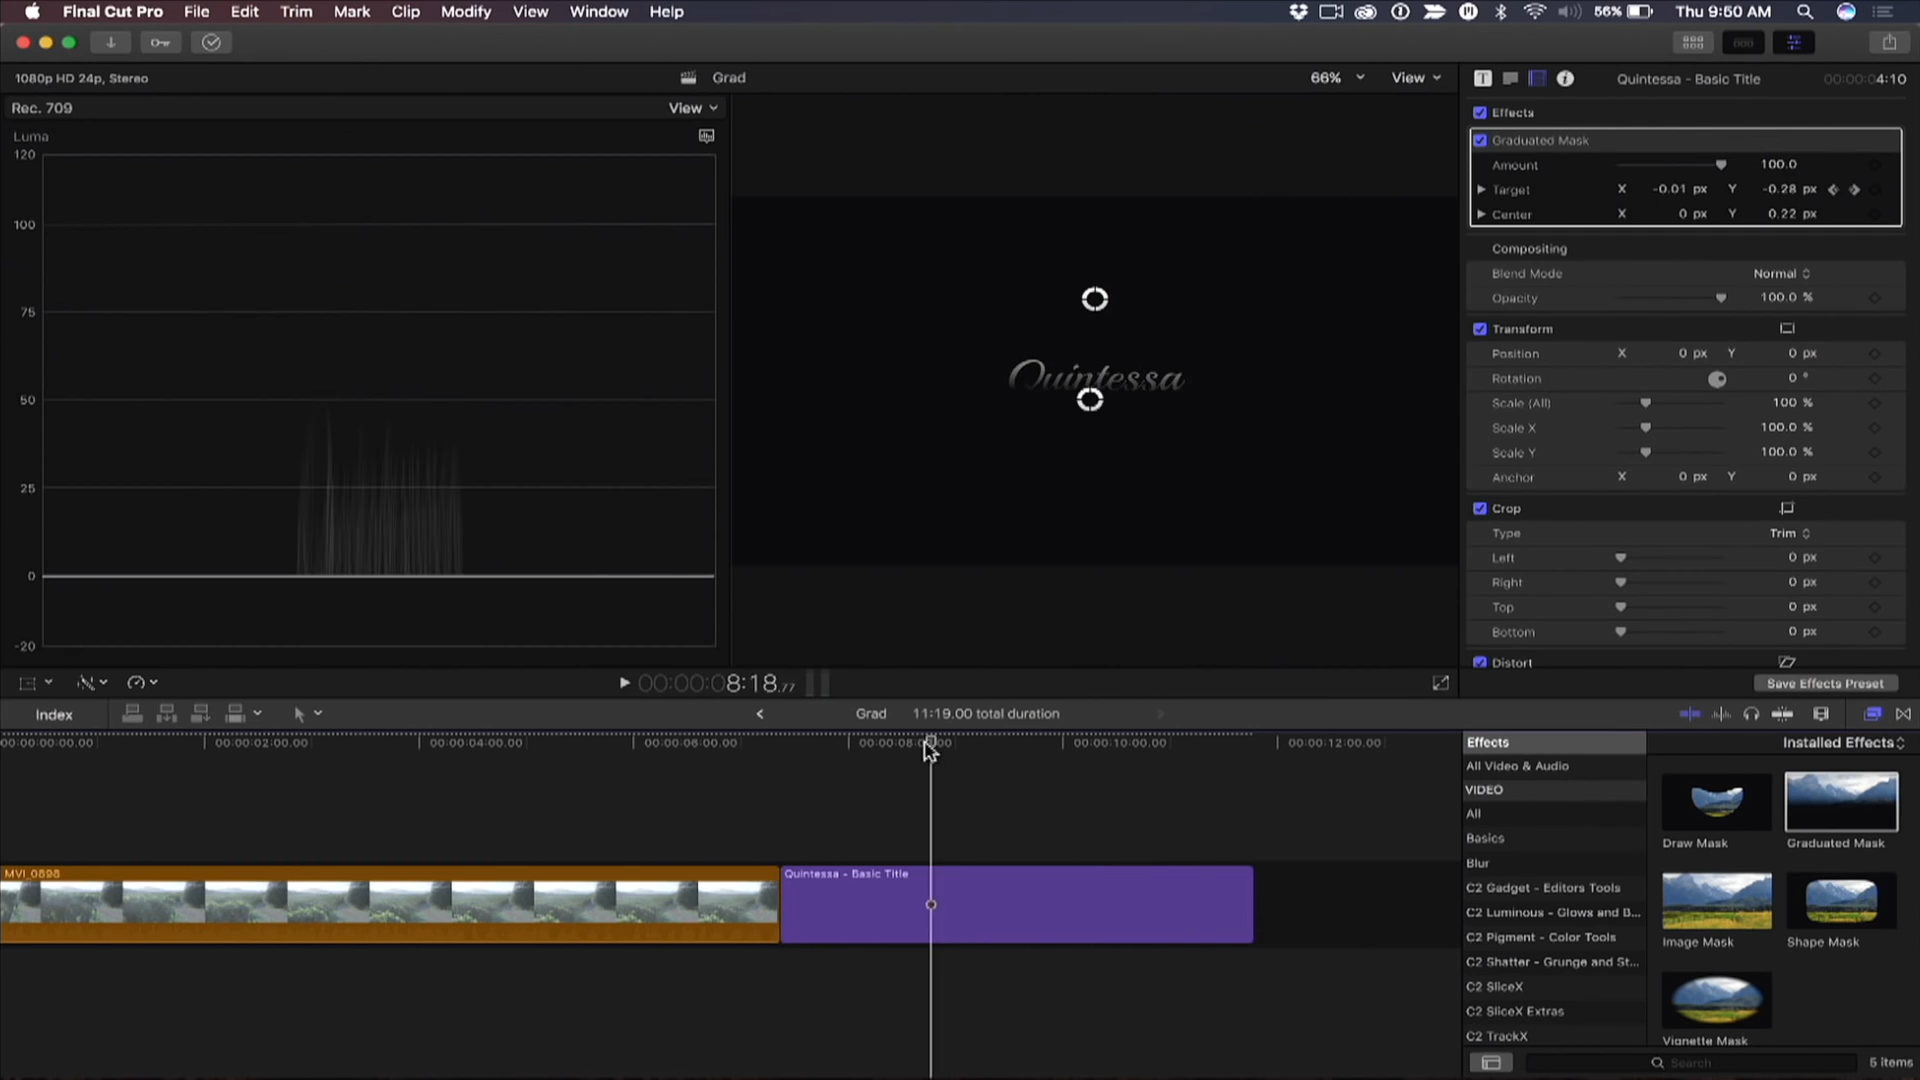 Final Cut Pro File Edit Trim Mark Clip Modify View Window Help 56% Thu 9:50 AM
1080p HD 24p, Stereo Grad 66% View
Quintessa - Basic Title 00:00:04:10
Rec. 709 View
Luma
120
100
75
50
25
0
-20
Quintessa
Effects
Graduated Mask
Amount 100.0
Target X -0.01 px Y -0.28 px
Center X 0 px Y 0.22 px
Compositing
Blend Mode Normal
Opacity 100.0 %
Transform
Position X 0 px Y 0 px
Rotation 0 °
Scale (All) 100 %
Scale X 100.0 %
Scale Y 100.0 %
Anchor X 0 px Y 0 px
Crop
Type Trim
Left 0 px
Right 0 px
Top 0 px
Bottom 0 px
Distort
Save Effects Preset
00:00:08:18.77
Index Grad 11:19.00 total duration
00:00:00:00.00 00:00:02:00.00 00:00:04:00.00 00:00:06:00.00 00:00:10:00.00 00:00:12:00.00
MVI_0898 Quintessa - Basic Title
Effects Installed Effects
All Video & Audio
VIDEO
All
Basics
Blur
C2 Gadget - Editors Tools
C2 Luminous - Glows and B...
C2 Pigment - Color Tools
C2 Shatter - Grunge and St...
C2 SliceX
C2 SliceX Extras
C2 TrackX
Draw Mask Graduated Mask
Image Mask Shape Mask
Vignette Mask
Search 5 items